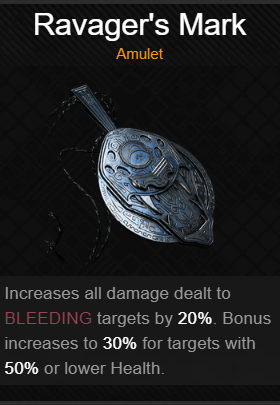 Ravager's Mark
Amulet
Increases all damage dealt to
BLEEDING targets by 20%. Bonus
increases to 30% for targets with
50% or lower Health.